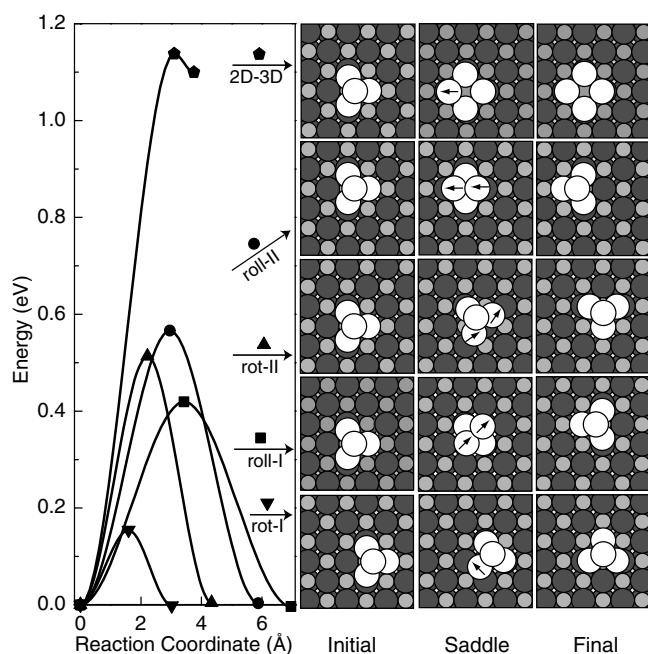 1.2
1.0
0.8
0.6
0.4
0.2
0.0
Energy (eV)
0 2 4 6
Reaction Coordinate (Å)
2D-3D
roll-II
rot-II
roll-I
rot-I
Initial Saddle Final